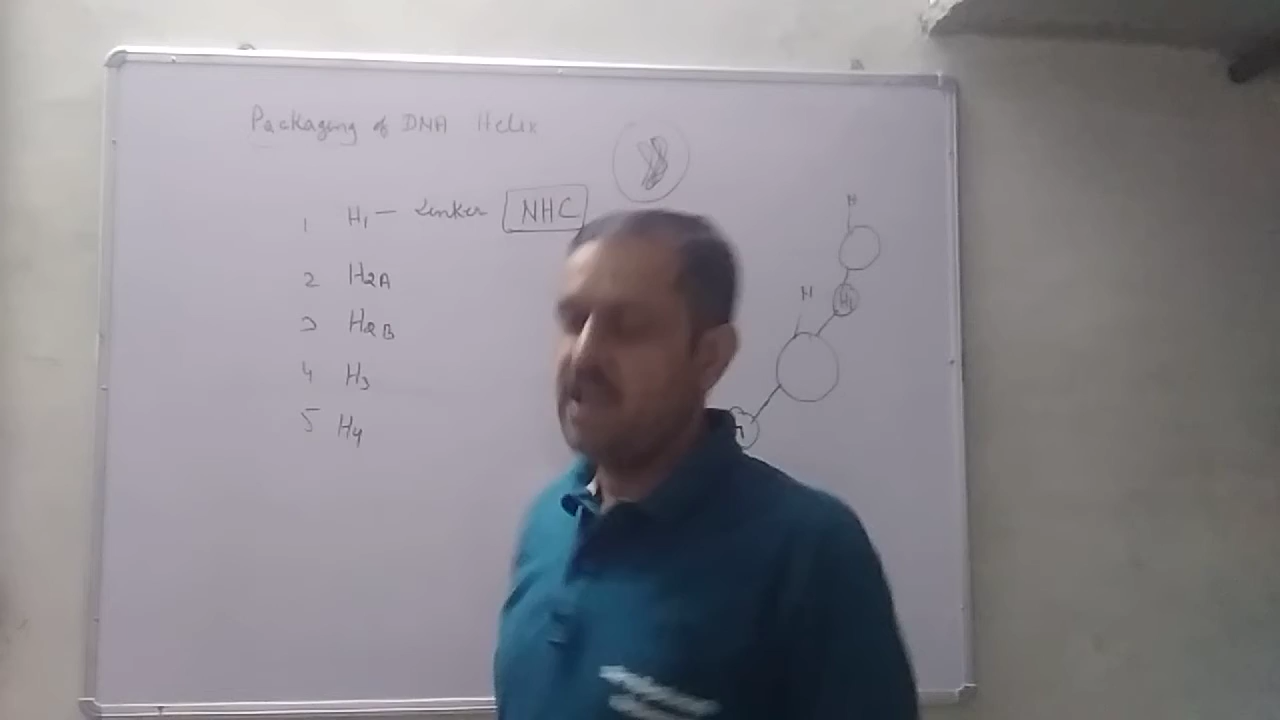 Packaging of DNA Helix
1 H1 — Linker NHC
2 H2A
3 H2B
4 H3
5 H4
H
H1
H